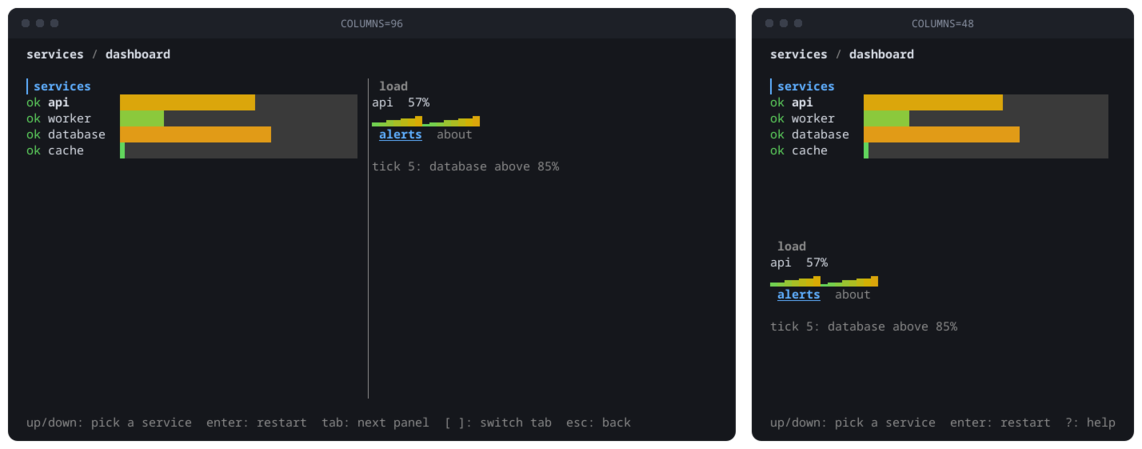 COLUMNS=96
services / dashboard
services
ok api
ok worker
ok database
ok cache
load
api 57%
alerts about
tick 5: database above 85%
up/down: pick a service enter: restart tab: next panel [ ]: switch tab esc: back
COLUMNS=48
services / dashboard
services
ok api
ok worker
ok database
ok cache
load
api 57%
alerts about
tick 5: database above 85%
up/down: pick a service enter: restart ?: help